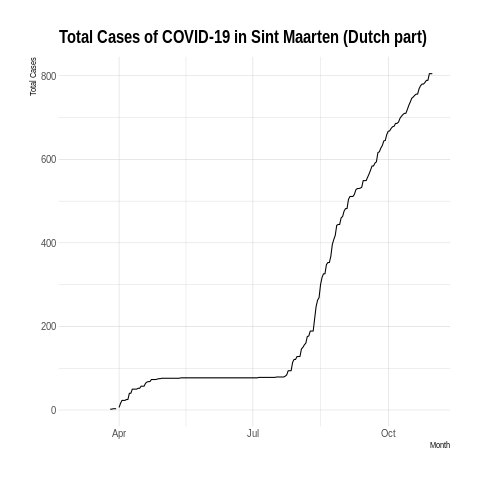 Total Cases of COVID-19 in Sint Maarten (Dutch part)
Total Cases
800
600
400
200
0
Apr Jul Oct
Month